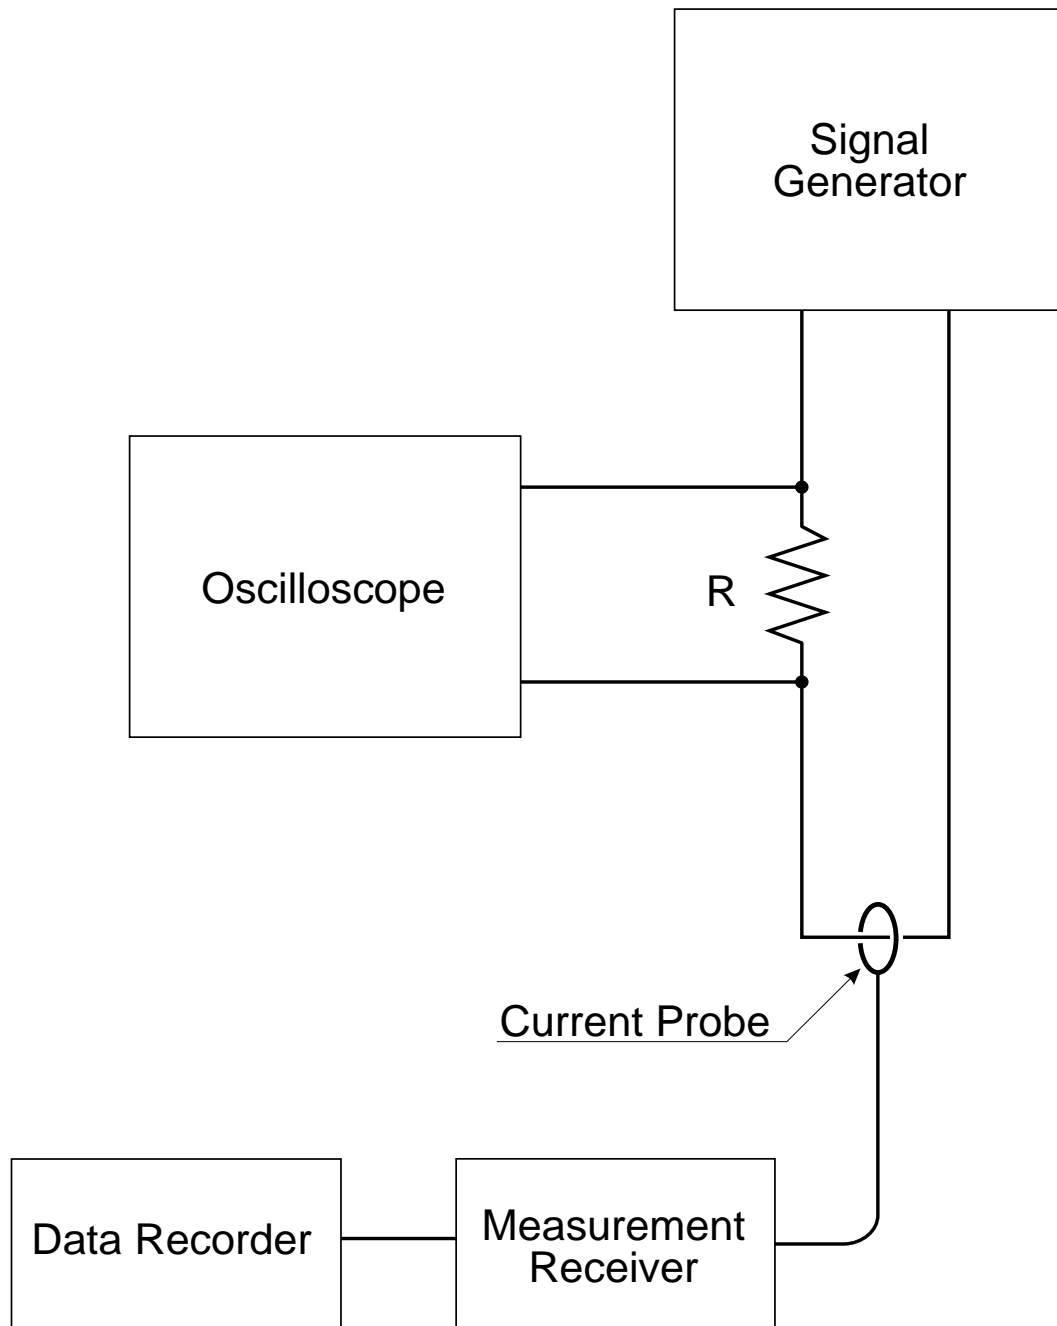 Signal
Generator
Oscilloscope
R
Current Probe
Data Recorder
Measurement
Receiver